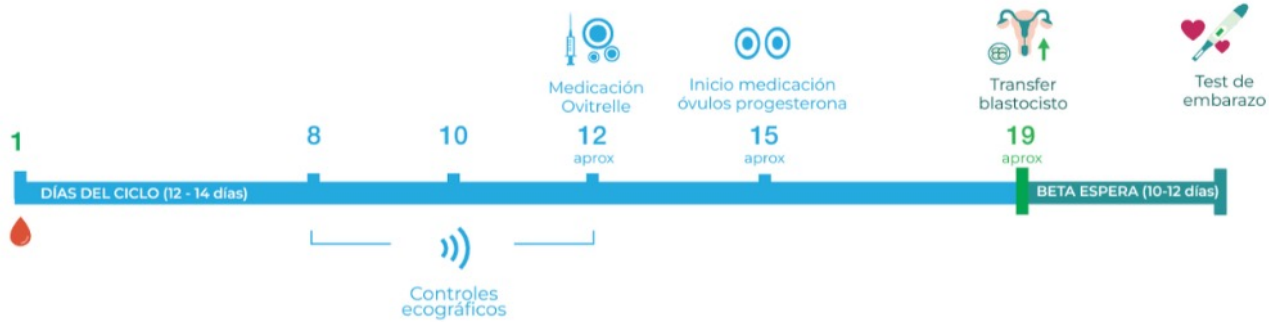 Medicación
Ovitrelle
Inicio medicación
óvulos progesterona
Transfer
blastocisto
Test de
embarazo
1
8
10
12
aprox
15
aprox
19
aprox
DÍAS DEL CICLO (12 - 14 días)
BETA ESPERA (10-12 días)
Controles
ecográficos